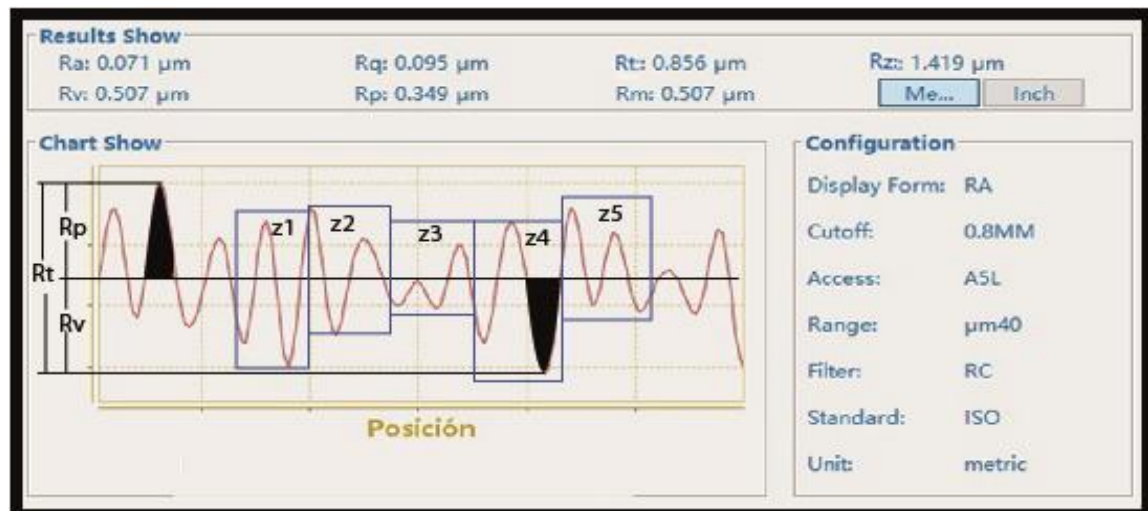 Results Show
Ra: 0.071 µm Rq: 0.095 µm Rt: 0.856 µm Rz:: 1.419 µm
Rv: 0.507 µm Rp: 0.349 µm Rm: 0.507 µm Me... Inch
Chart Show
Rp
Rt
Rv
z1 z2 z3 z4 z5
Posición
Configuration
Display Form: RA
Cutoff: 0.8MM
Access: A5L
Range: µm40
Filter: RC
Standard: ISO
Unit: metric